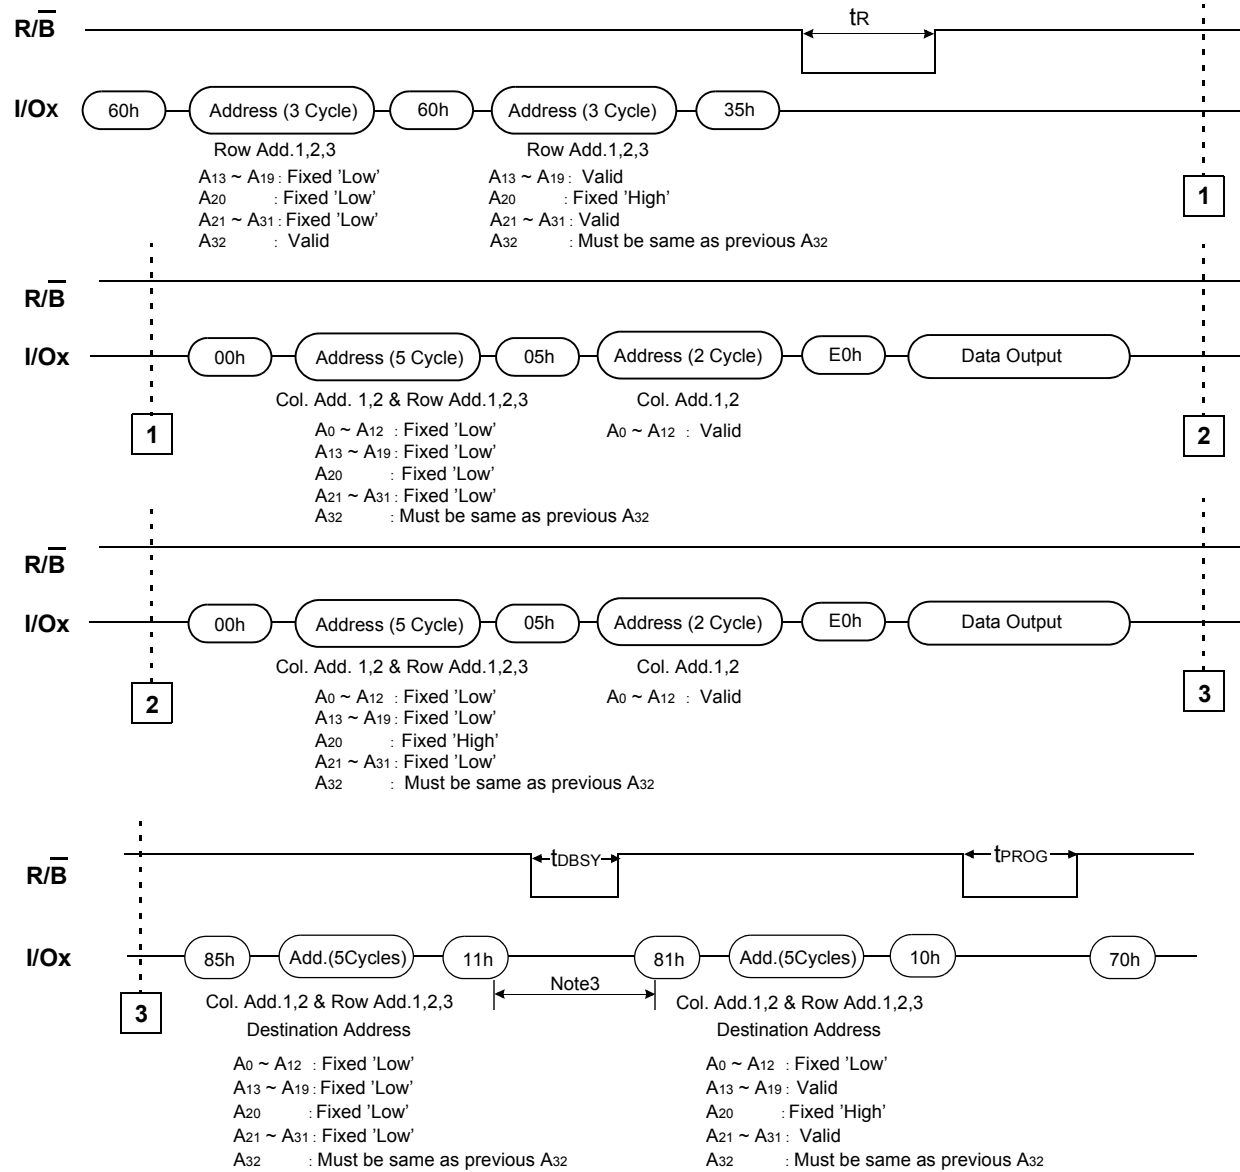 R/B tR
I/Ox 60h Address (3 Cycle) 60h Address (3 Cycle) 35h
Row Add.1,2,3 Row Add.1,2,3
A13 ~ A19 : Fixed 'Low' A13 ~ A19 : Valid
A20 : Fixed 'Low' A20 : Fixed 'High'
A21 ~ A31 : Fixed 'Low' A21 ~ A31 : Valid
A32 : Valid A32 : Must be same as previous A32
1
R/B
I/Ox 00h Address (5 Cycle) 05h Address (2 Cycle) E0h Data Output
Col. Add. 1,2 & Row Add.1,2,3 Col. Add.1,2
A0 ~ A12 : Fixed 'Low' A0 ~ A12 : Valid
A13 ~ A19 : Fixed 'Low'
A20 : Fixed 'Low'
A21 ~ A31 : Fixed 'Low'
A32 : Must be same as previous A32
1 2
R/B
I/Ox 00h Address (5 Cycle) 05h Address (2 Cycle) E0h Data Output
Col. Add. 1,2 & Row Add.1,2,3 Col. Add.1,2
A0 ~ A12 : Fixed 'Low' A0 ~ A12 : Valid
A13 ~ A19 : Fixed 'Low'
A20 : Fixed 'High'
A21 ~ A31 : Fixed 'Low'
A32 : Must be same as previous A32
2 3
R/B tDBSY tPROG
I/Ox 85h Add.(5Cycles) 11h 81h Add.(5Cycles) 10h 70h
Note3
3
Col. Add.1,2 & Row Add.1,2,3 Col. Add.1,2 & Row Add.1,2,3
Destination Address Destination Address
A0 ~ A12 : Fixed 'Low' A0 ~ A12 : Fixed 'Low'
A13 ~ A19 : Fixed 'Low' A13 ~ A19 : Valid
A20 : Fixed 'Low' A20 : Fixed 'High'
A21 ~ A31 : Fixed 'Low' A21 ~ A31 : Valid
A32 : Must be same as previous A32 A32 : Must be same as previous A32